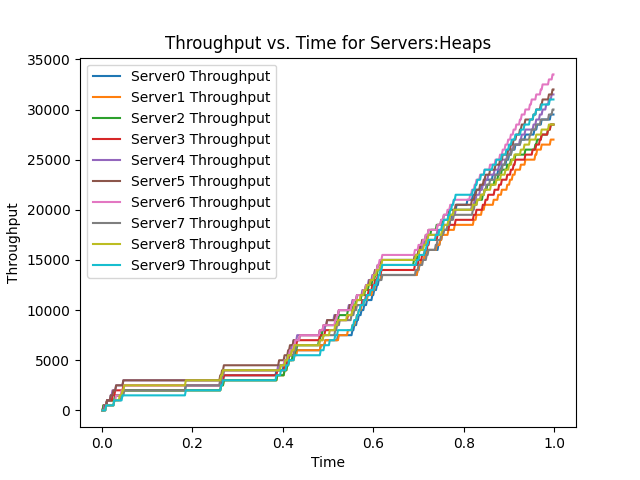 Throughput vs. Time for Servers:Heaps
35000
30000
25000
20000
15000
10000
5000
0
Throughput
Server0 Throughput
Server1 Throughput
Server2 Throughput
Server3 Throughput
Server4 Throughput
Server5 Throughput
Server6 Throughput
Server7 Throughput
Server8 Throughput
Server9 Throughput
0.0 0.2 0.4 0.6 0.8 1.0
Time